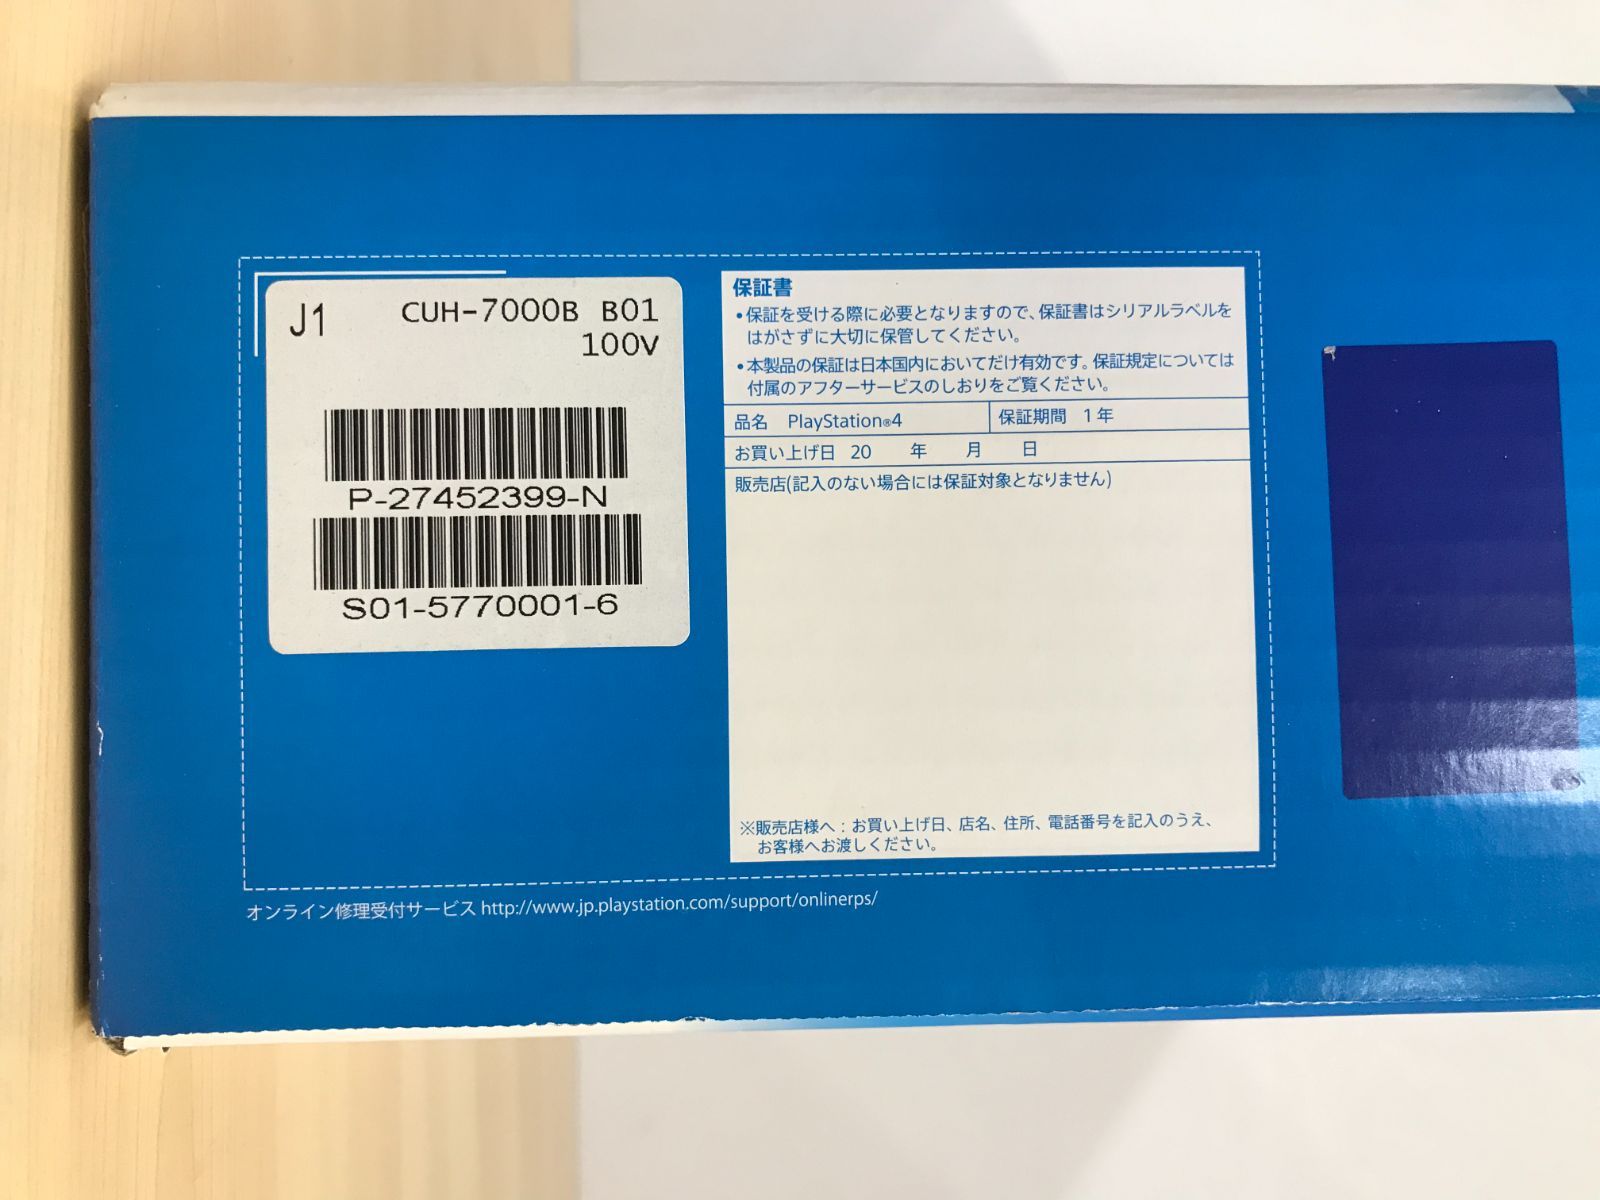 J1
CUH-7000B B01
100V
P-27452399-N
S01-5770001-6
保証書
•保証を受ける際に必要となりますので、保証書はシリアルラベルを
はがさずに大切に保管してください。
•本製品の保証は日本国内においてだけ有効です。保証規定については
付属のアフターサービスのしおりをご覧ください。
品名 PlayStation®4 保証期間 1年
お買い上げ日 20 年 月 日
販売店(記入のない場合には保証対象となりません)
※販売店様へ：お買い上げ日、店名、住所、電話番号を記入のうえ、
お客様へお渡しください。
オンライン修理受付サービス http://www.jp.playstation.com/support/onlinerps/